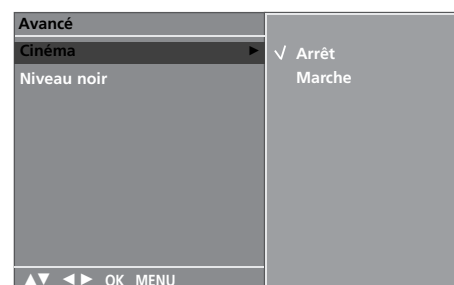 Avancé
Cinéma ►
√ Arrêt
Niveau noir
Marche
▲▼ ◄► OK MENU